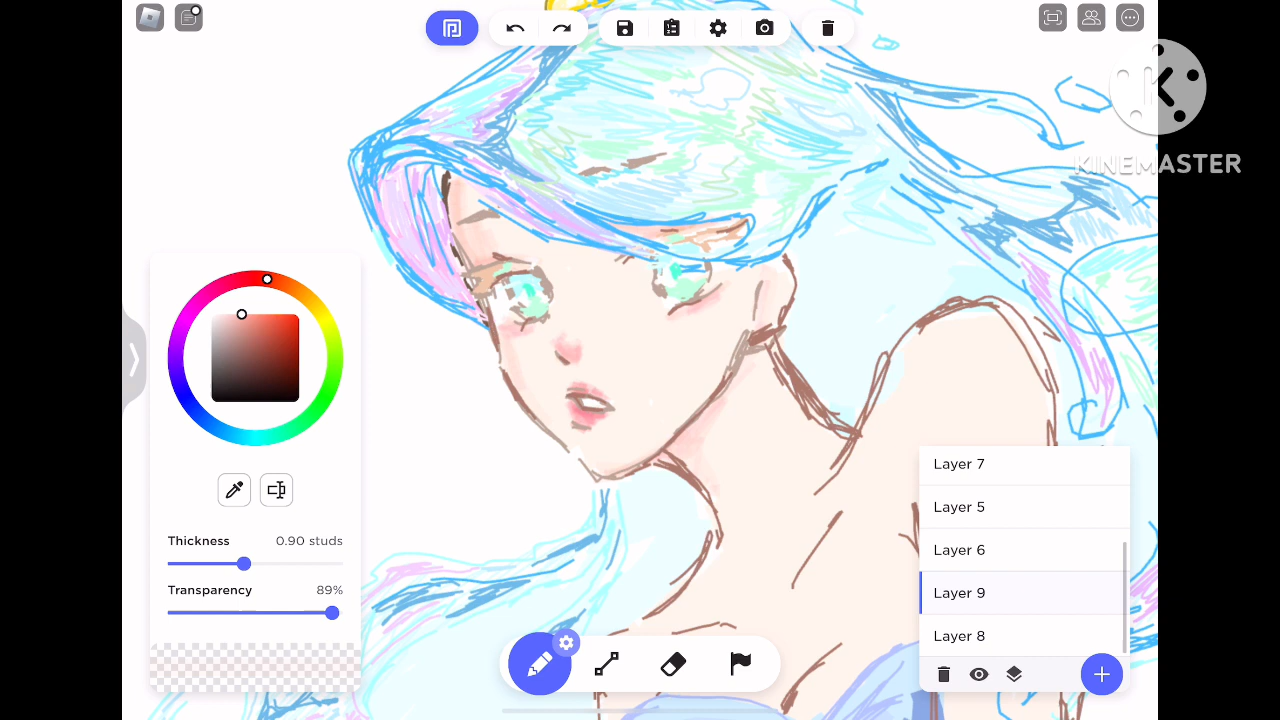 KINEMASTER
Thickness 0.90 studs
Transparency 89%
Layer 7
Layer 5
Layer 6
Layer 9
Layer 8